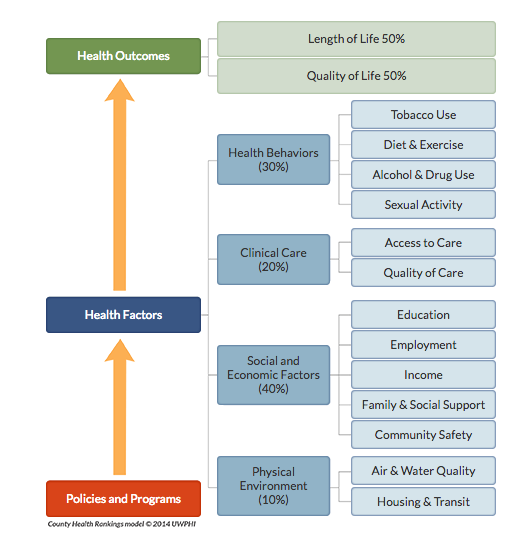 Health Outcomes
Length of Life 50%
Quality of Life 50%
Health Behaviors
(30%)
Tobacco Use
Diet & Exercise
Alcohol & Drug Use
Sexual Activity
Clinical Care
(20%)
Access to Care
Quality of Care
Health Factors
Social and
Economic Factors
(40%)
Education
Employment
Income
Family & Social Support
Community Safety
Physical
Environment
(10%)
Air & Water Quality
Housing & Transit
Policies and Programs
County Health Rankings model © 2014 UWPHI